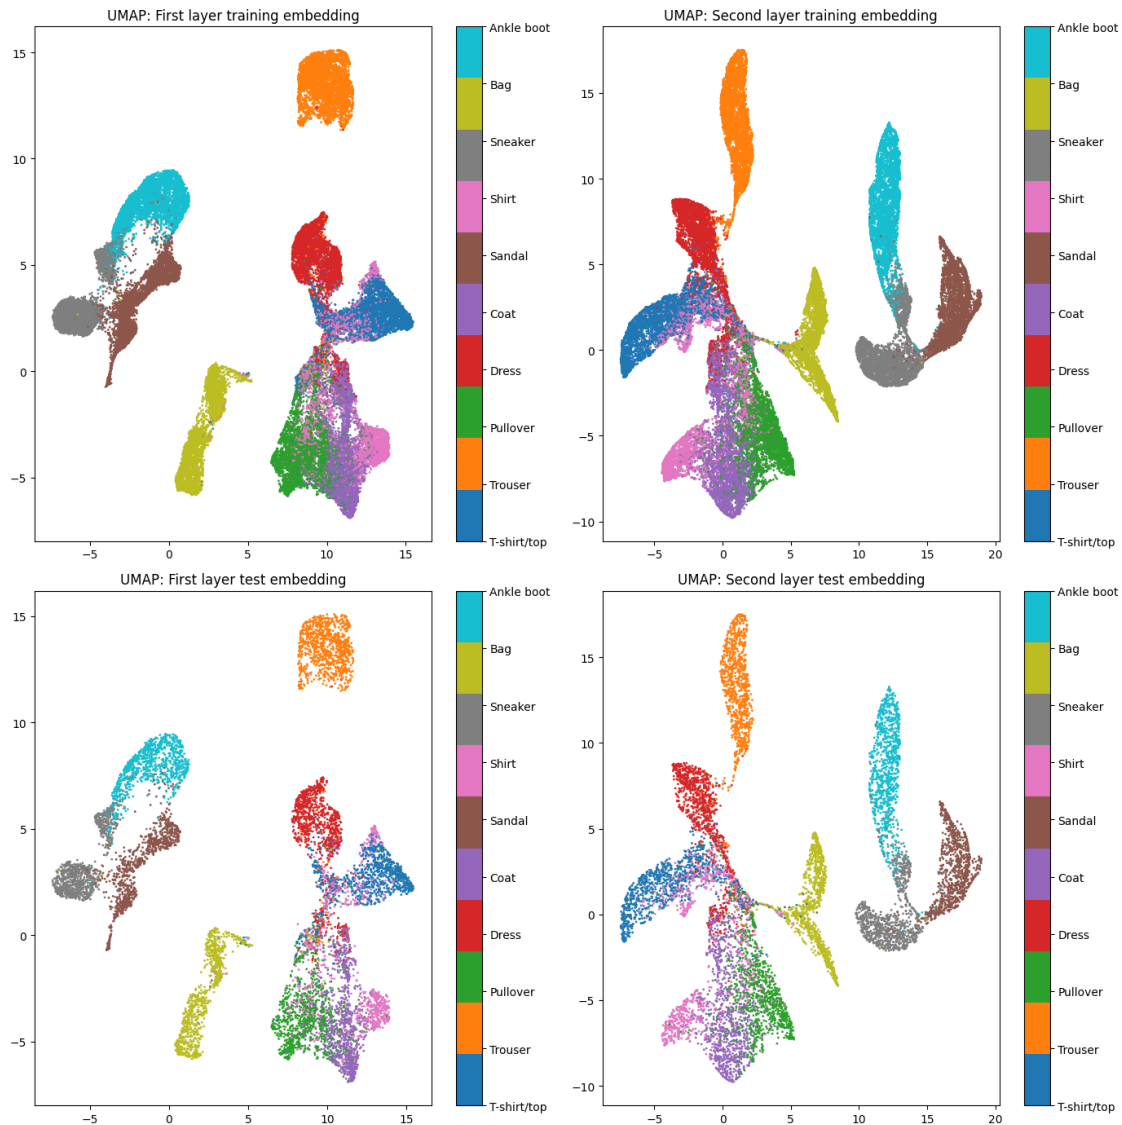 UMAP: First layer training embedding
15
10
5
0
−5
−5
0
5
10
15
Ankle boot
Bag
Sneaker
Shirt
Sandal
Coat
Dress
Pullover
Trouser
T-shirt/top
UMAP: Second layer training embedding
15
10
5
0
−5
−10
−5
0
5
10
15
20
Ankle boot
Bag
Sneaker
Shirt
Sandal
Coat
Dress
Pullover
Trouser
T-shirt/top
UMAP: First layer test embedding
15
10
5
0
−5
−5
0
5
10
15
Ankle boot
Bag
Sneaker
Shirt
Sandal
Coat
Dress
Pullover
Trouser
T-shirt/top
UMAP: Second layer test embedding
15
10
5
0
−5
−10
−5
0
5
10
15
20
Ankle boot
Bag
Sneaker
Shirt
Sandal
Coat
Dress
Pullover
Trouser
T-shirt/top